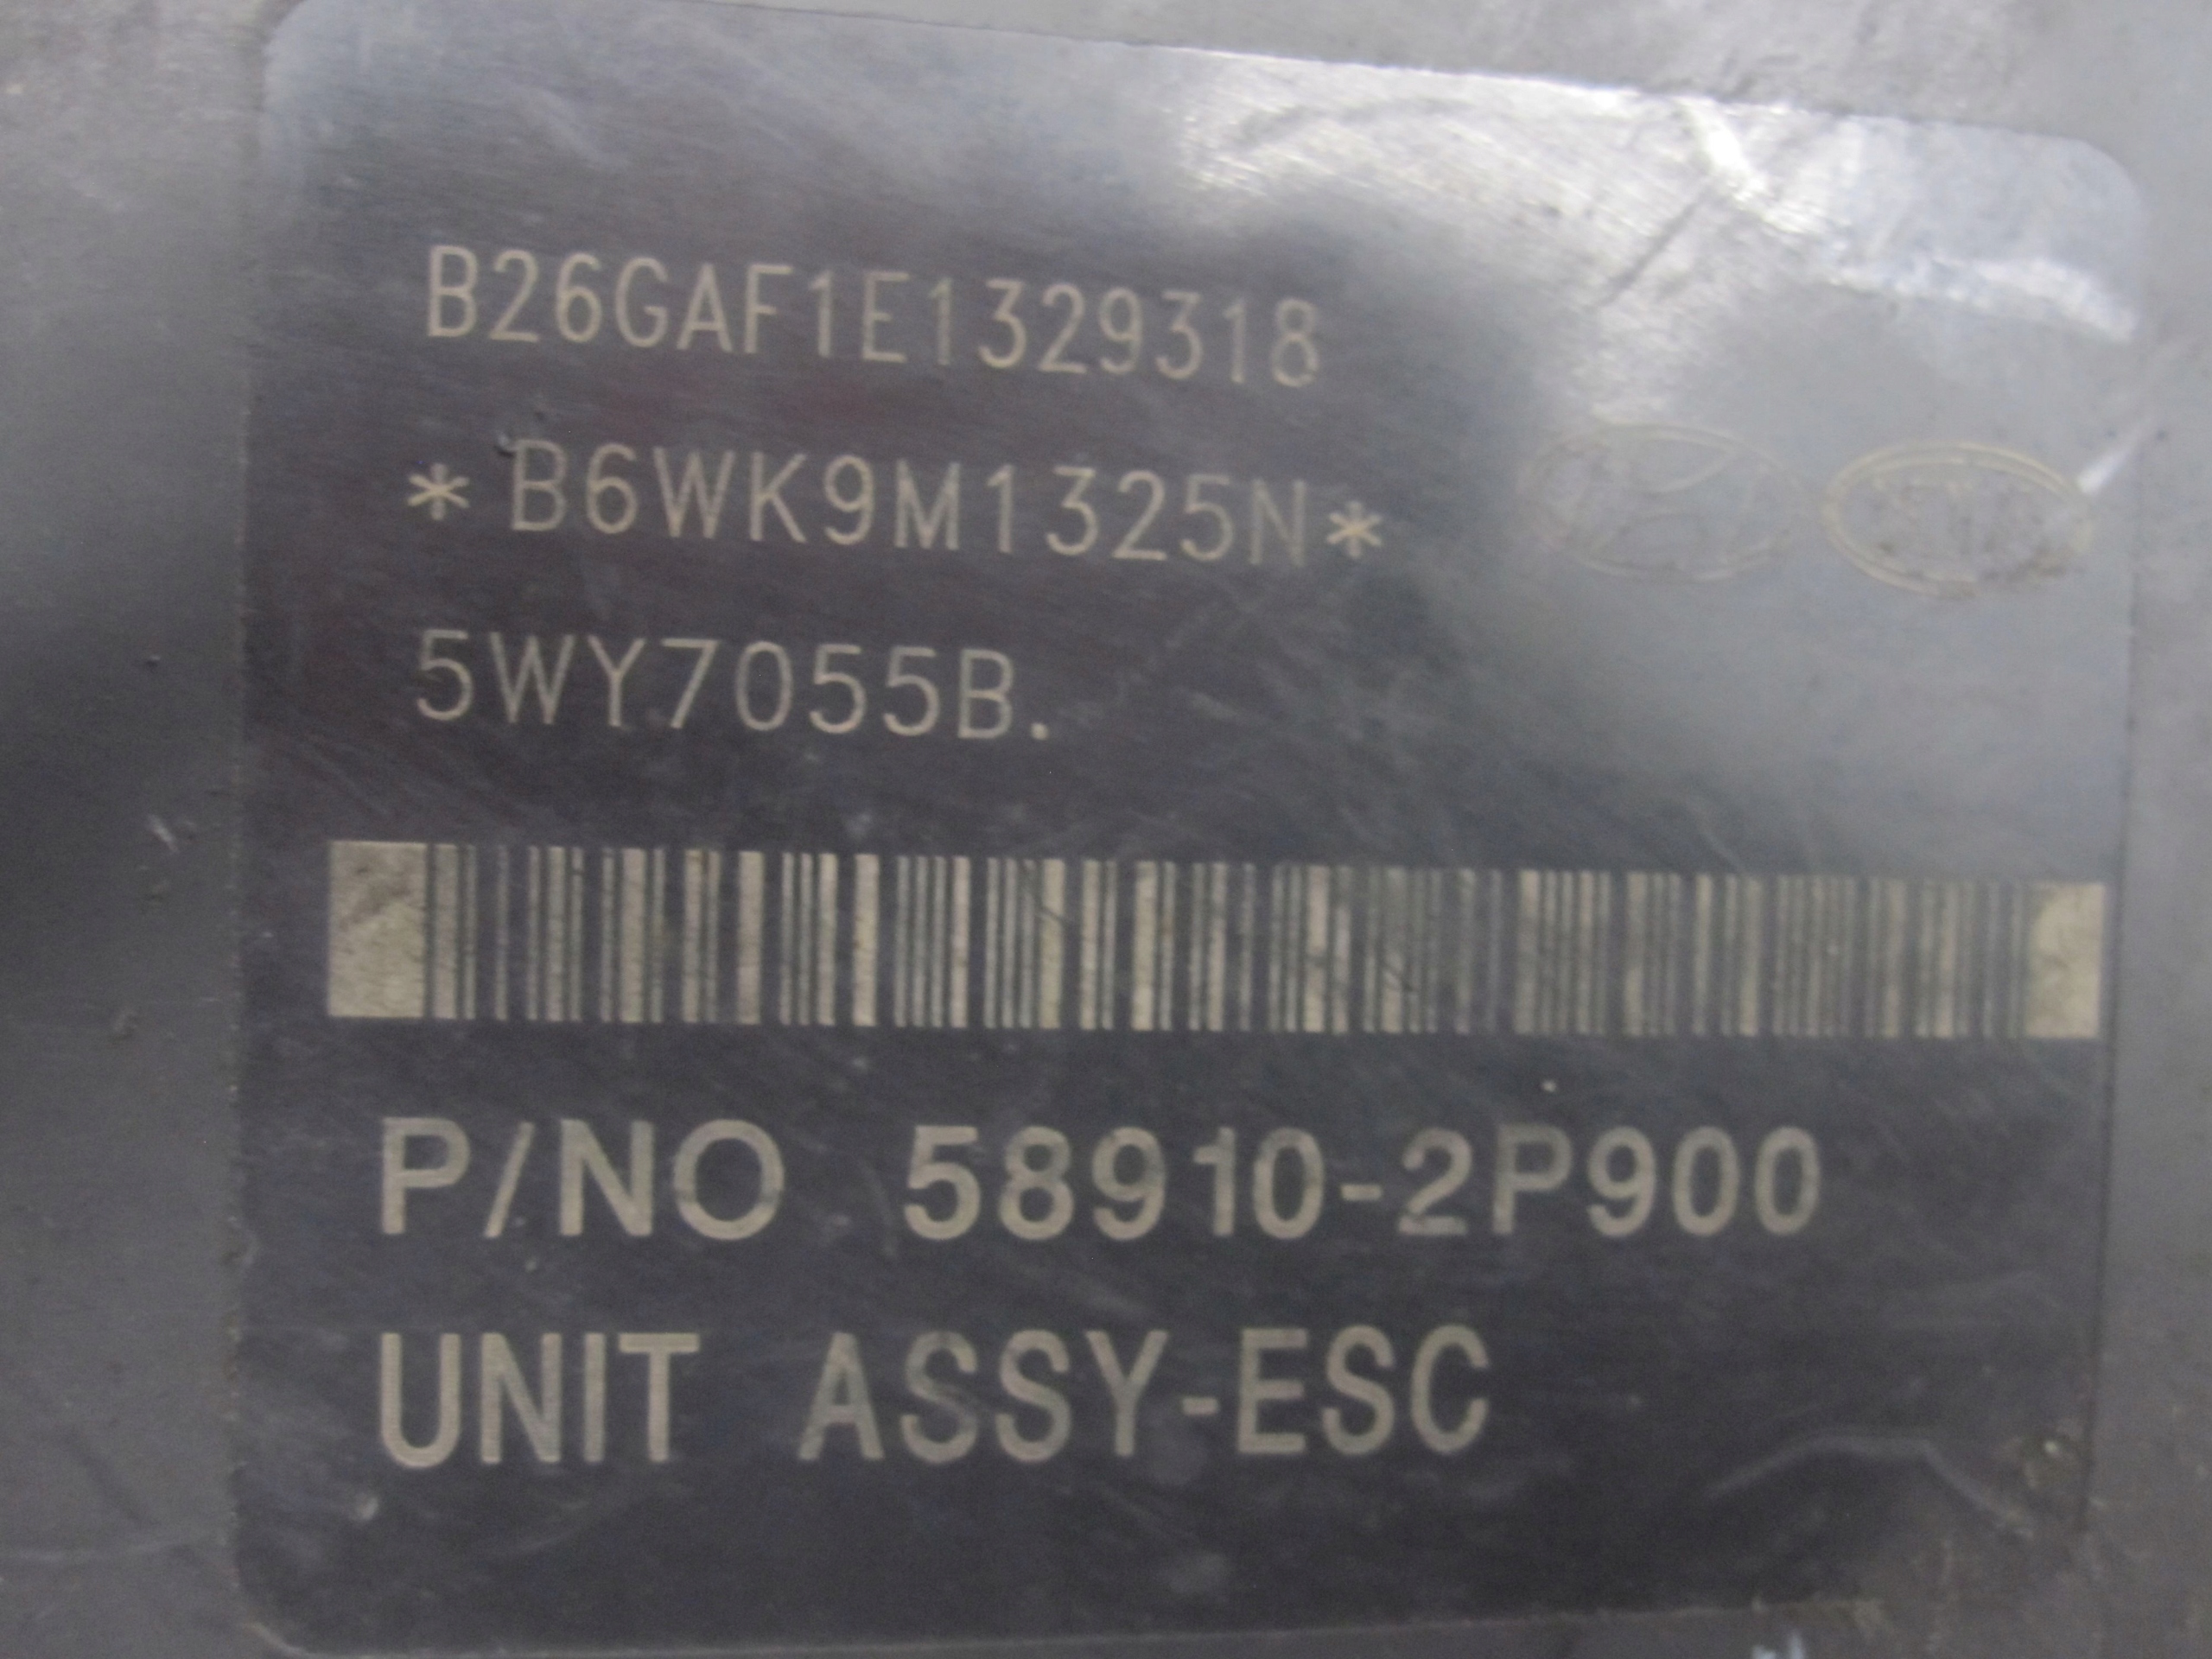 B26GAF1E1329318
*B6WK9M1325N*
5WY7055B.
P/NO 58910-2P900
UNIT ASSY-ESC